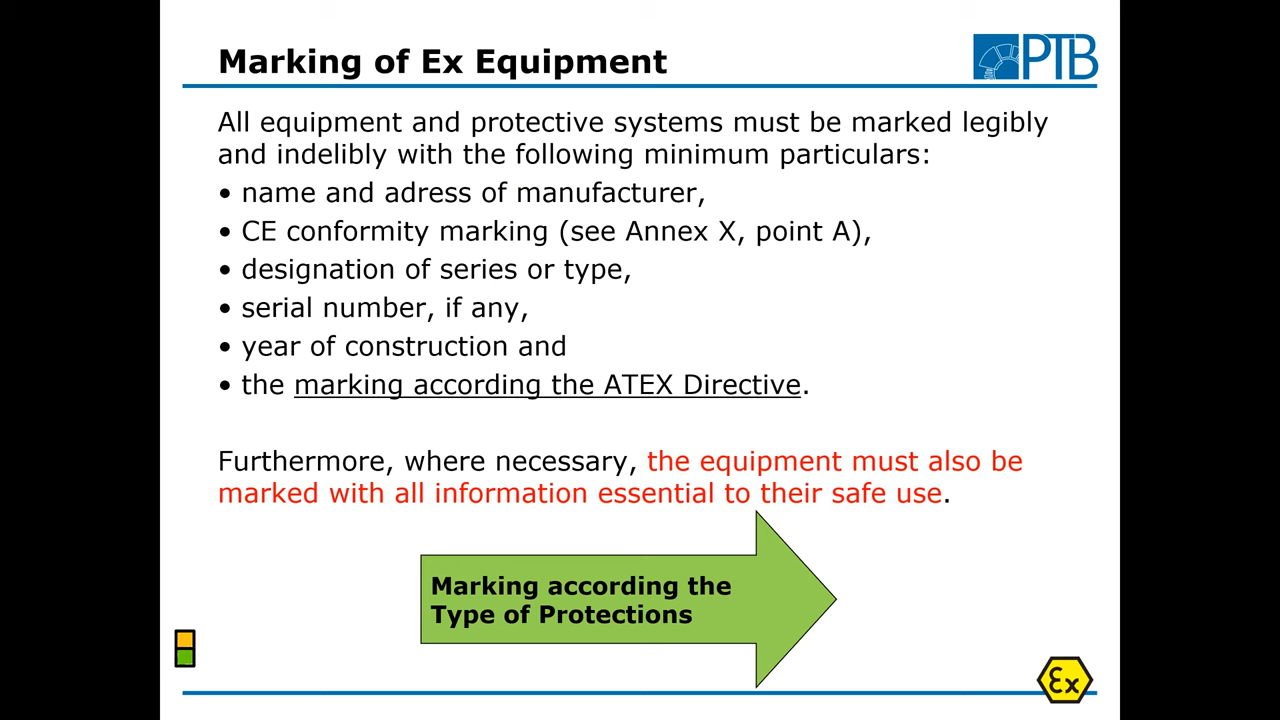 Marking of Ex Equipment
PTB
All equipment and protective systems must be marked legibly
and indelibly with the following minimum particulars:
• name and adress of manufacturer,
• CE conformity marking (see Annex X, point A),
• designation of series or type,
• serial number, if any,
• year of construction and
• the marking according the ATEX Directive.
Furthermore, where necessary, the equipment must also be
marked with all information essential to their safe use.
Marking according the
Type of Protections
Ex